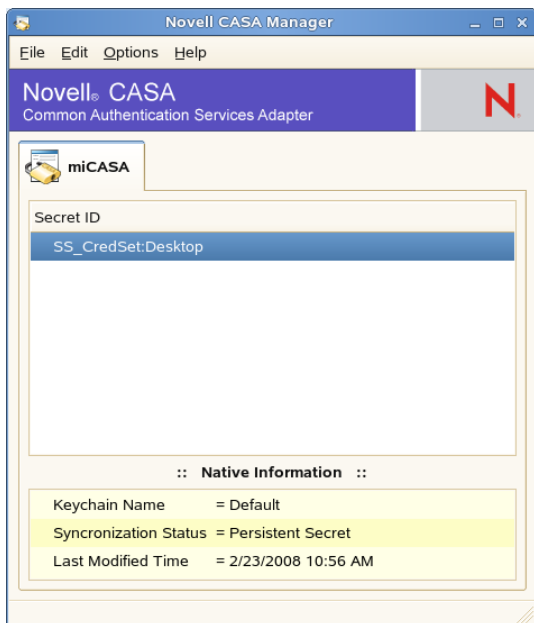 Novell CASA Manager
File Edit Options Help
Novell® CASA
Common Authentication Services Adapter
N
miCASA
Secret ID
SS_CredSet:Desktop
:: Native Information ::
Keychain Name = Default
Syncronization Status = Persistent Secret
Last Modified Time = 2/23/2008 10:56 AM